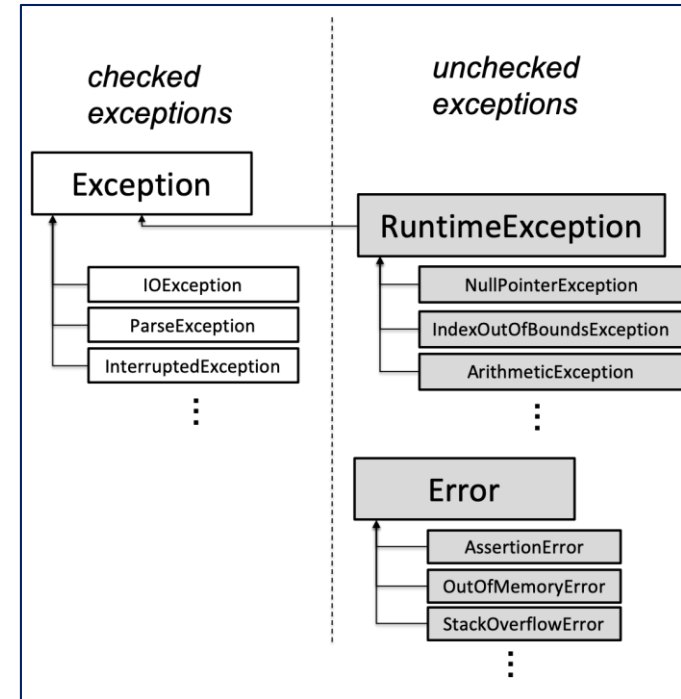 checked
exceptions
Exception
IOException
ParseException
InterruptedException
unchecked
exceptions
RuntimeException
NullPointerException
IndexOutOfBoundsException
ArithmeticException
Error
AssertionError
OutOfMemoryError
StackOverflowError